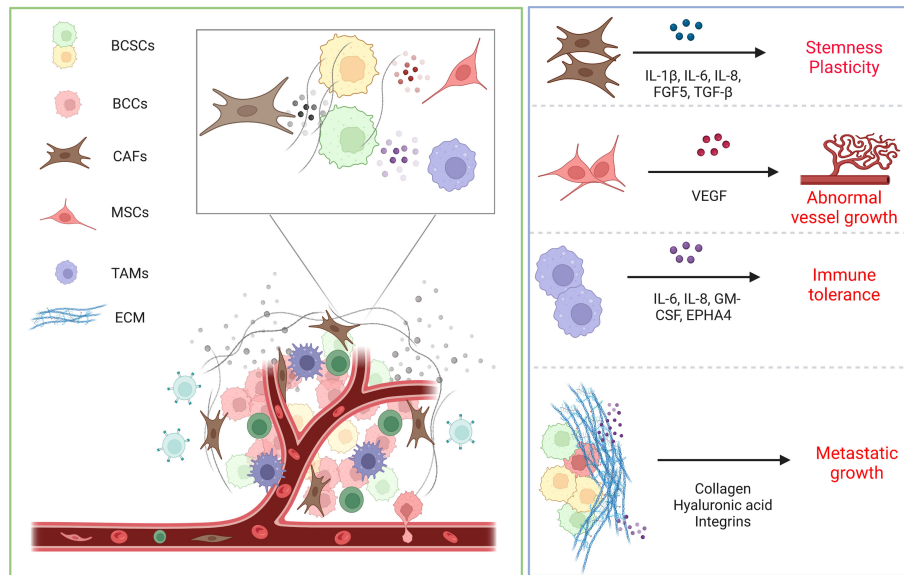 BCSCs
BCCs
CAFs
MSCs
TAMs
ECM
IL-1β, IL-6, IL-8,
FGF5, TGF-β
Stemness
Plasticity
VEGF
Abnormal
vessel growth
IL-6, IL-8, GM-
CSF, EPHA4
Immune
tolerance
Collagen
Hyaluronic acid
Integrins
Metastatic
growth